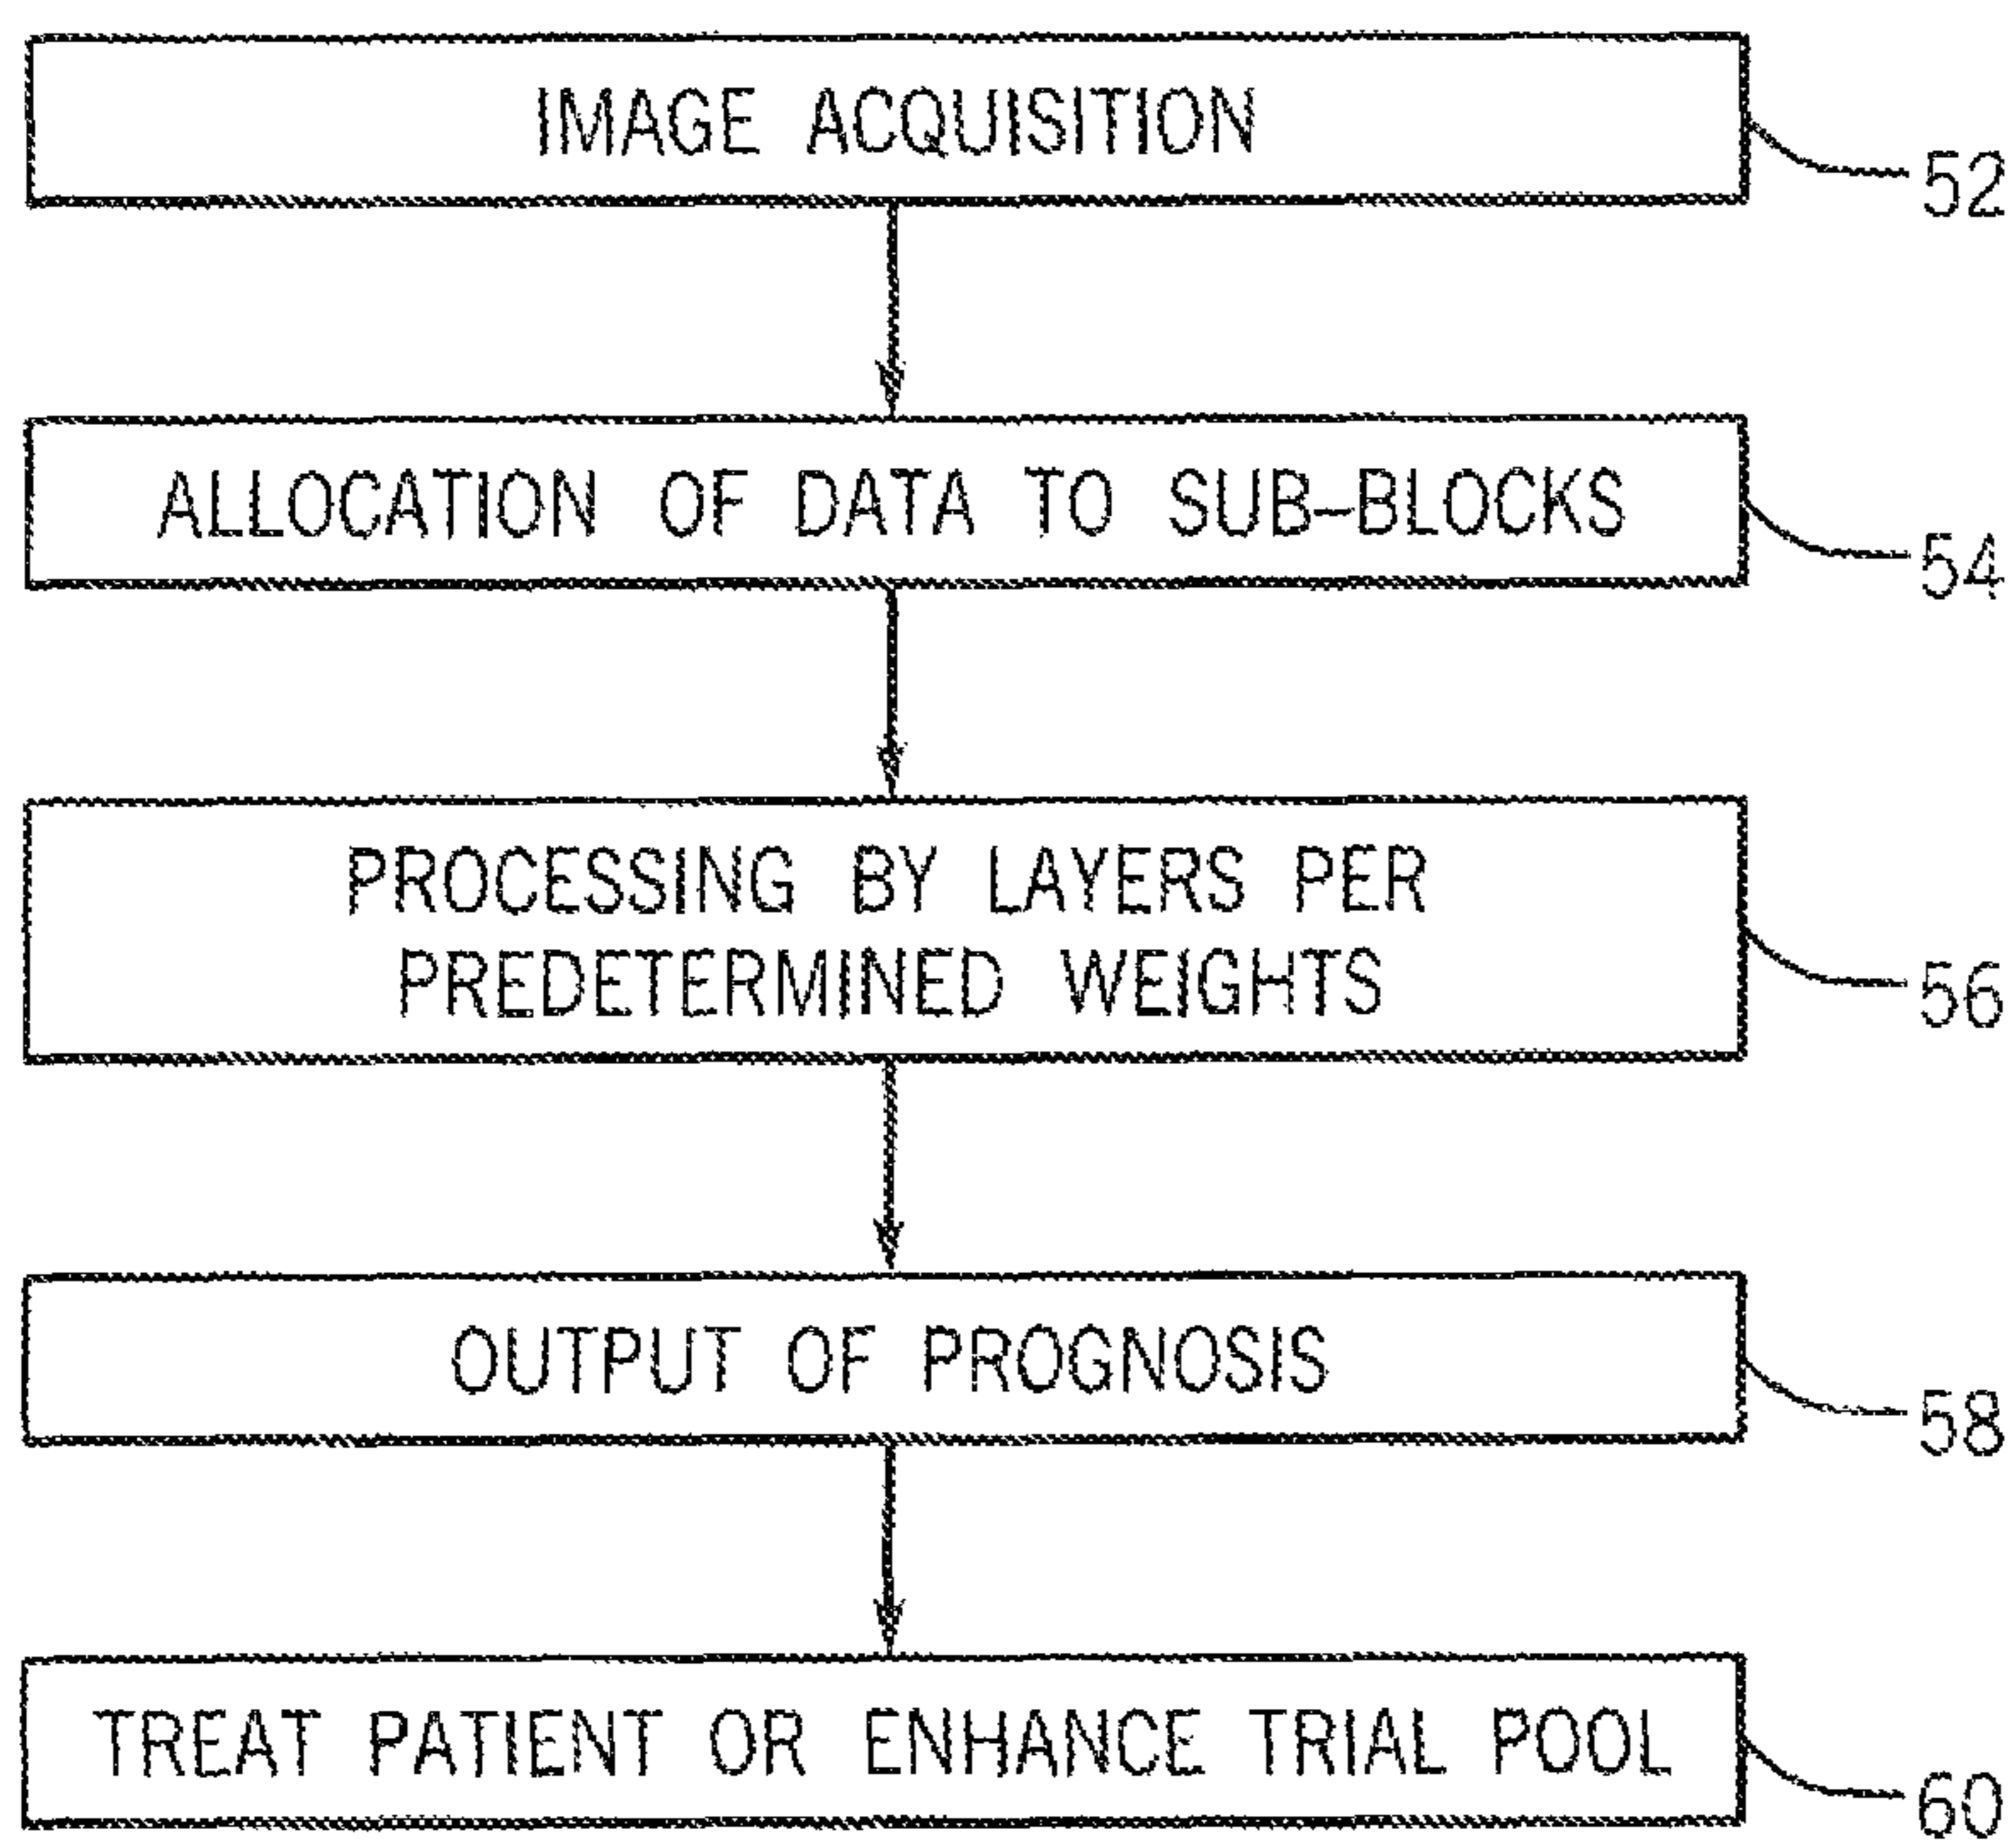 IMAGE ACQUISITION
52
ALLOCATION OF DATA TO SUB-BLOCKS
54
PROCESSING BY LAYERS PER
PREDETERMINED WEIGHTS
56
OUTPUT OF PROGNOSIS
58
TREAT PATIENT OR ENHANCE TRIAL POOL
60